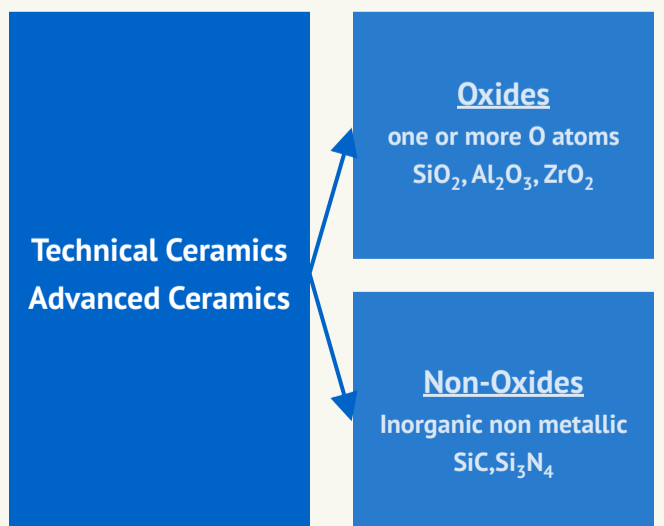 Technical Ceramics
Advanced Ceramics
Oxides
one or more O atoms
SiO₂, Al₂O₃, ZrO₂
Non-Oxides
Inorganic non metallic
SiC,Si₃N₄